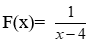 F(x)= 1/(x−4)